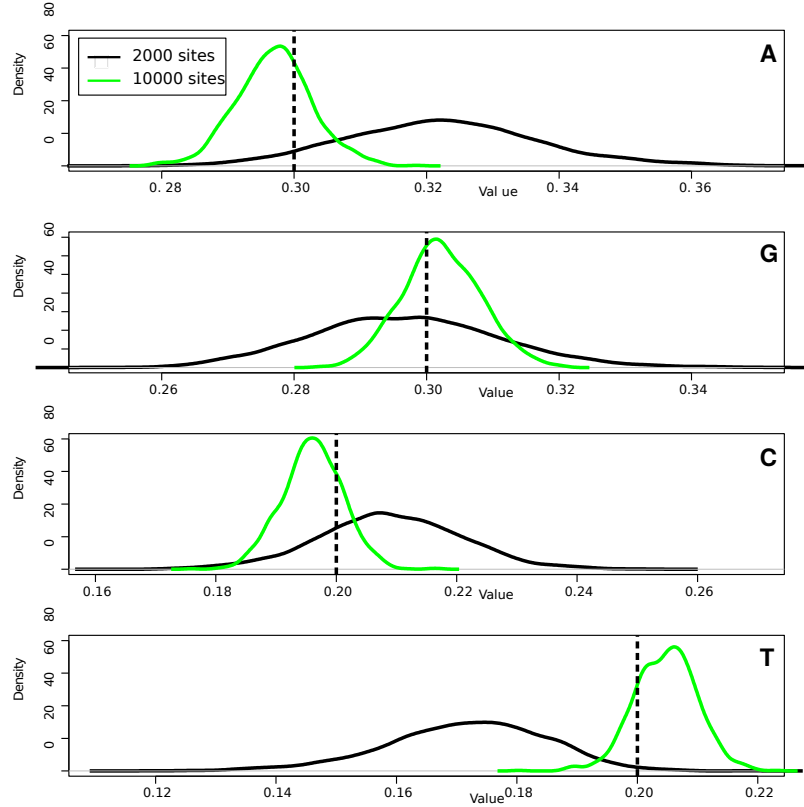 80
60
40
20
0
Density
2000 sites
10000 sites
A
0. 28
0.30
0.32
0. 34
0. 36
Val ue
60
40
20
0
Density
G
0.26
0.28
0.30
0.32
0.34
Value
80
60
40
20
0
Density
C
0.16
0.18
0.20
0.22
0.24
0.26
Value
80
60
40
20
0
Density
T
0.12
0.14
0.16
0.18
0.20
0.22
Value